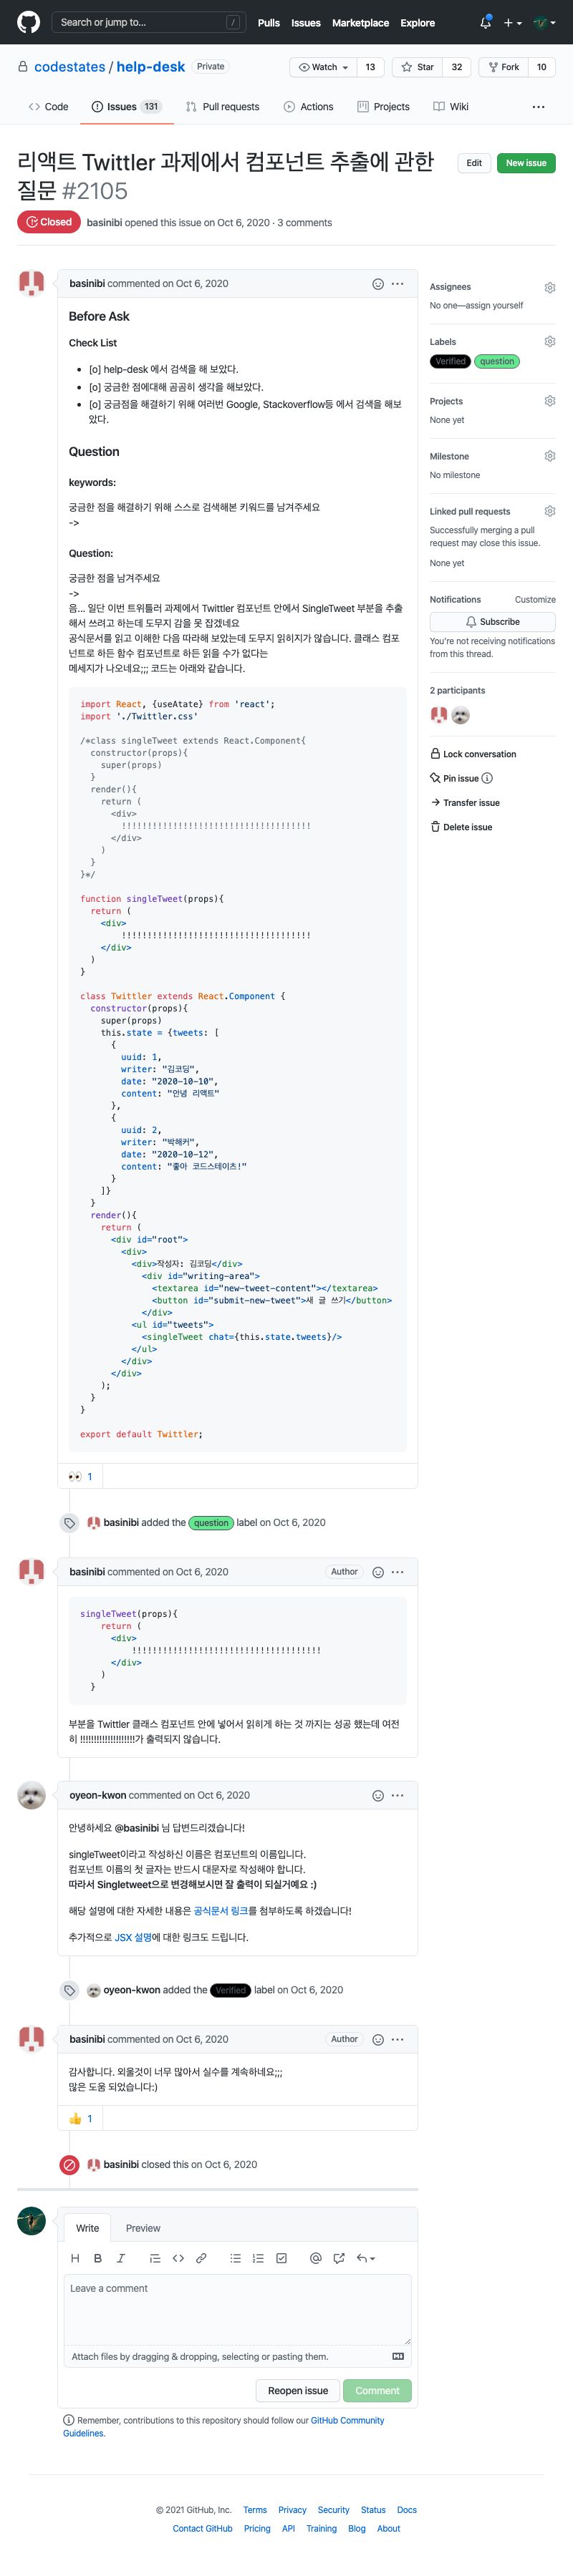 Search or jump to... /
Pulls Issues Marketplace Explore
codestates / help-desk Private
Watch 13 Star 32 Fork 10
Code Issues 131 Pull requests Actions Projects Wiki ...
리액트 Twittler 과제에서 컴포넌트 추출에 관한
질문 #2105
Edit New issue
Closed basinibi opened this issue on Oct 6, 2020 · 3 comments
basinibi commented on Oct 6, 2020
Before Ask
Check List
• [o] help-desk 에서 검색을 해 보았다.
• [o] 궁금한 점에대해 곰곰히 생각을 해보았다.
• [o] 궁금점을 해결하기 위해 여러번 Google, Stackoverflow등 에서 검색을 해보
았다.
Question
keywords:
궁금한 점을 해결하기 위해 스스로 검색해본 키워드를 남겨주세요
->
Question:
궁금한 점을 남겨주세요
->
음... 일단 이번 트위틀러 과제에서 Twittler 컴포넌트 안에서 SingleTweet 부분을 추출
해서 쓰려고 하는데 도무지 감을 못 잡겠네요
공식문서를 읽고 이해한 다음 따라해 보았는데 도무지 읽히지가 않습니다. 클래스 컴포
넌트로 하든 함수 컴포넌트로 하든 읽을 수가 없다는
메세지가 나오네요;;; 코드는 아래와 같습니다.
import React, {useAtate} from 'react';
import './Twittler.css'
/*class singleTweet extends React.Component{
constructor(props){
super(props)
}
render(){
return (
<div>
!!!!!!!!!!!!!!!!!!!!!!!!!!!!!!!!!!!!!
</div>
)
}
}*/
function singleTweet(props){
return (
<div>
!!!!!!!!!!!!!!!!!!!!!!!!!!!!!!!!!!!!!
</div>
)
}
class Twittler extends React.Component {
constructor(props){
super(props)
this.state = {tweets: [
{
uuid: 1,
writer: "김코딩",
date: "2020-10-10",
content: "안녕 리액트"
},
{
uuid: 2,
writer: "박해커",
date: "2020-10-12",
content: "좋아 코드스테이츠!"
}
]}
}
render(){
return (
<div id="root">
<div>
<div>작성자: 김코딩</div>
<div id="writing-area">
<textarea id="new-tweet-content"></textarea>
<button id="submit-new-tweet">새 글 쓰기</button>
</div>
<ul id="tweets">
<singleTweet chat={this.state.tweets}/>
</ul>
</div>
</div>
);
}
}
export default Twittler;
👀 1
basinibi added the question label on Oct 6, 2020
basinibi commented on Oct 6, 2020 Author
singleTweet(props){
return (
<div>
!!!!!!!!!!!!!!!!!!!!!!!!!!!!!!!!!!!!!
</div>
)
}
부분을 Twittler 클래스 컴포넌트 안에 넣어서 읽히게 하는 것 까지는 성공 했는데 여전
히 !!!!!!!!!!!!!!!!!!!!가 출력되지 않습니다.
oyeon-kwon commented on Oct 6, 2020
안녕하세요 @basinibi 님 답변드리겠습니다!
singleTweet이라고 작성하신 이름은 컴포넌트의 이름입니다.
컴포넌트 이름의 첫 글자는 반드시 대문자로 작성해야 합니다.
따라서 Singletweet으로 변경해보시면 잘 출력이 되실거예요 :)
해당 설명에 대한 자세한 내용은 공식문서 링크를 첨부하도록 하겠습니다!
추가적으로 JSX 설명에 대한 링크도 드립니다.
oyeon-kwon added the Verified label on Oct 6, 2020
basinibi commented on Oct 6, 2020 Author
감사합니다. 외울것이 너무 많아서 실수를 계속하네요;;;
많은 도움 되었습니다:)
👍 1
basinibi closed this on Oct 6, 2020
Write Preview
Leave a comment
Attach files by dragging & dropping, selecting or pasting them.
Reopen issue Comment
Remember, contributions to this repository should follow our GitHub Community
Guidelines.
Assignees
No one—assign yourself
Labels
Verified question
Projects
None yet
Milestone
No milestone
Linked pull requests
Successfully merging a pull
request may close this issue.
None yet
Notifications Customize
Subscribe
You're not receiving notifications
from this thread.
2 participants
Lock conversation
Pin issue
Transfer issue
Delete issue
© 2021 GitHub, Inc. Terms Privacy Security Status Docs
Contact GitHub Pricing API Training Blog About